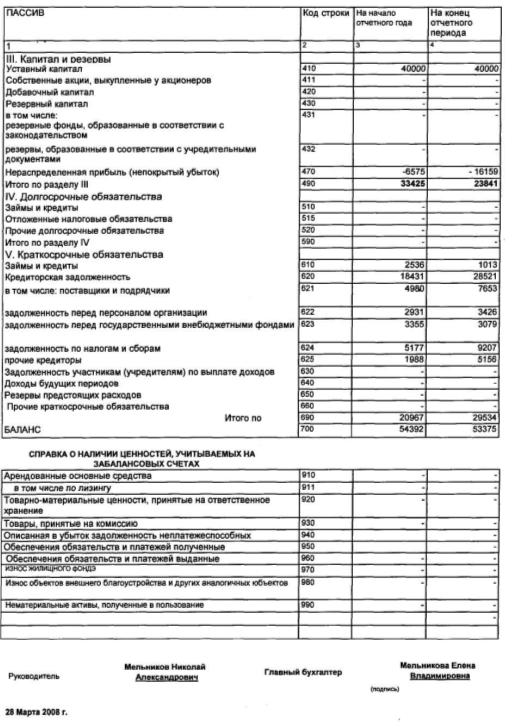 ПАССИВ Код строки На начало отчетного года На конец отчетного периода
1 2 3 4
III. Капитал и резервы
Уставный капитал 410 40000 40000
Собственные акции, выкупленные у акционеров 411 - -
Добавочный капитал 420 - -
Резервный капитал 430 - -
в том числе: 431 - -
резервные фонды, образованные в соответствии с
законодательством
резервы, образованные в соответствии с учредительными 432 - -
документами
Нераспределенная прибыль (непокрытый убыток) 470 -6575 - 16159
Итого по разделу III 490 33425 23841
IV. Долгосрочные обязательства
Займы и кредиты 510 - -
Отложенные налоговые обязательства 515 - -
Прочие долгосрочные обязательства 520 - -
Итого по разделу IV 590 - -
V. Краткосрочные обязательства
Займы и кредиты 610 2536 1013
Кредиторская задолженность 620 18431 28521
в том числе: поставщики и подрядчики 621 4980 7653
задолженность перед персоналом организации 622 2931 3426
задолженность перед государственными внебюджетными фондами 623 3355 3079
задолженность по налогам и сборам 624 5177 9207
прочие кредиторы 625 1988 5156
Задолженность участникам (учредителям) по выплате доходов 630 - -
Доходы будущих периодов 640 - -
Резервы предстоящих расходов 650 - -
Прочие краткосрочные обязательства 660 - -
Итого по 690 20967 29534
БАЛАНС 700 54392 53375
СПРАВКА О НАЛИЧИИ ЦЕННОСТЕЙ, УЧИТЫВАЕМЫХ НА
ЗАБАЛАНСОВЫХ СЧЕТАХ
Арендованные основные средства 910 - -
в том числе по лизингу 911 - -
Товарно-материальные ценности, принятые на ответственное 920 - -
хранение
Товары, принятые на комиссию 930 - -
Описанная в убыток задолженность неплатежеспособных 940 -
Обеспечения обязательств и платежей полученные 950 -
Обеспечения обязательств и платежей выданные 960 - -
износ жилищного фонда 970 - -
Износ объектов внешнего благоустройства и других аналогичных юбъектов 980 - -
Нематериальные активы, полученные в пользование 990 - -
-
-
Руководитель Мельников Николай Александрович Главный бухгалтер Мельникова Елена Владимировна
(подпись)
28 Марта 2008 г.